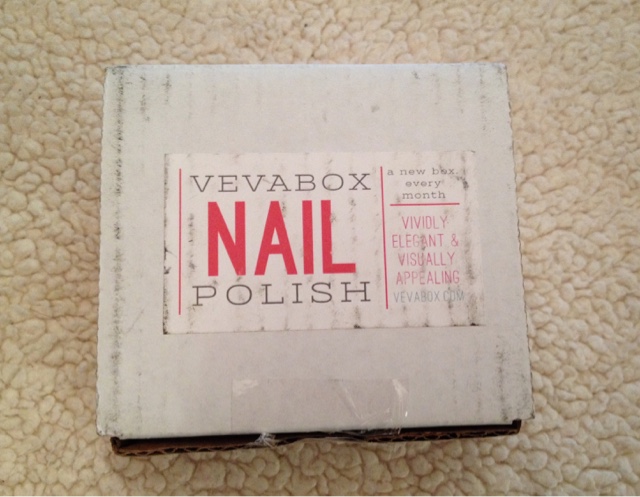 VEVABOX
NAIL
POLISH
a new box
every
month
VIVIDLY
ELEGANT &
VISUALLY
APPEALING
VEVABOX.COM